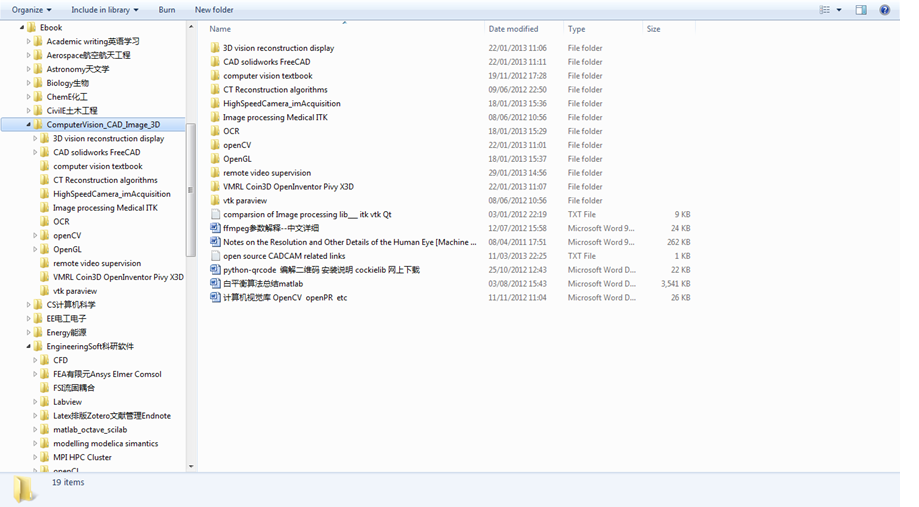 Organize Include in library Burn New folder
Ebook
Academic writing英语学习
Aerospace航空航天工程
Astronomy天文学
Biology生物
ChemE化工
CivilE土木工程
ComputerVision_CAD_Image_3D
3D vision reconstruction display
CAD solidworks FreeCAD
computer vision textbook
CT Reconstruction algorithms
HighSpeedCamera_imAcquisition
Image processing Medical ITK
OCR
openCV
OpenGL
remote video supervision
VMRL Coin3D OpenInventor Pivy X3D
vtk paraview
CS计算机科学
EE电工电子
Energy能源
EngineeringSoft科研软件
CFD
FEA有限元Ansys Elmer Comsol
FSI流固耦合
Labview
Latex排版Zotero文献管理Endnote
matlab_octave_scilab
modelling modelica simantics
MPI HPC Cluster
openCL
Name Date modified Type Size
3D vision reconstruction display 22/01/2013 11:06 File folder
CAD solidworks FreeCAD 22/01/2013 11:11 File folder
computer vision textbook 19/11/2012 17:28 File folder
CT Reconstruction algorithms 09/06/2012 22:50 File folder
HighSpeedCamera_imAcquisition 18/01/2013 15:36 File folder
Image processing Medical ITK 08/06/2012 10:56 File folder
OCR 18/01/2013 15:29 File folder
openCV 22/01/2013 11:01 File folder
OpenGL 18/01/2013 15:37 File folder
remote video supervision 29/01/2013 14:56 File folder
VMRL Coin3D OpenInventor Pivy X3D 22/01/2013 11:07 File folder
vtk paraview 08/06/2012 10:56 File folder
comparsion of Image processing lib___ itk vtk Qt 03/01/2012 22:19 TXT File 9 KB
ffmpeg参数解释--中文详细 12/07/2012 15:58 Microsoft Word 9... 24 KB
Notes on the Resolution and Other Details of the Human Eye [Machine ... 08/04/2011 17:51 Microsoft Word 9... 262 KB
open source CADCAM related links 11/03/2013 22:25 TXT File 1 KB
python-qrcode 编解二维码 安装说明 cockielib 网上下载 25/10/2012 12:43 Microsoft Word D... 22 KB
白平衡算法总结matlab 03/08/2012 15:43 Microsoft Word D... 3,541 KB
计算机视觉库 OpenCV openPR etc 11/11/2012 11:04 Microsoft Word D... 26 KB
19 items